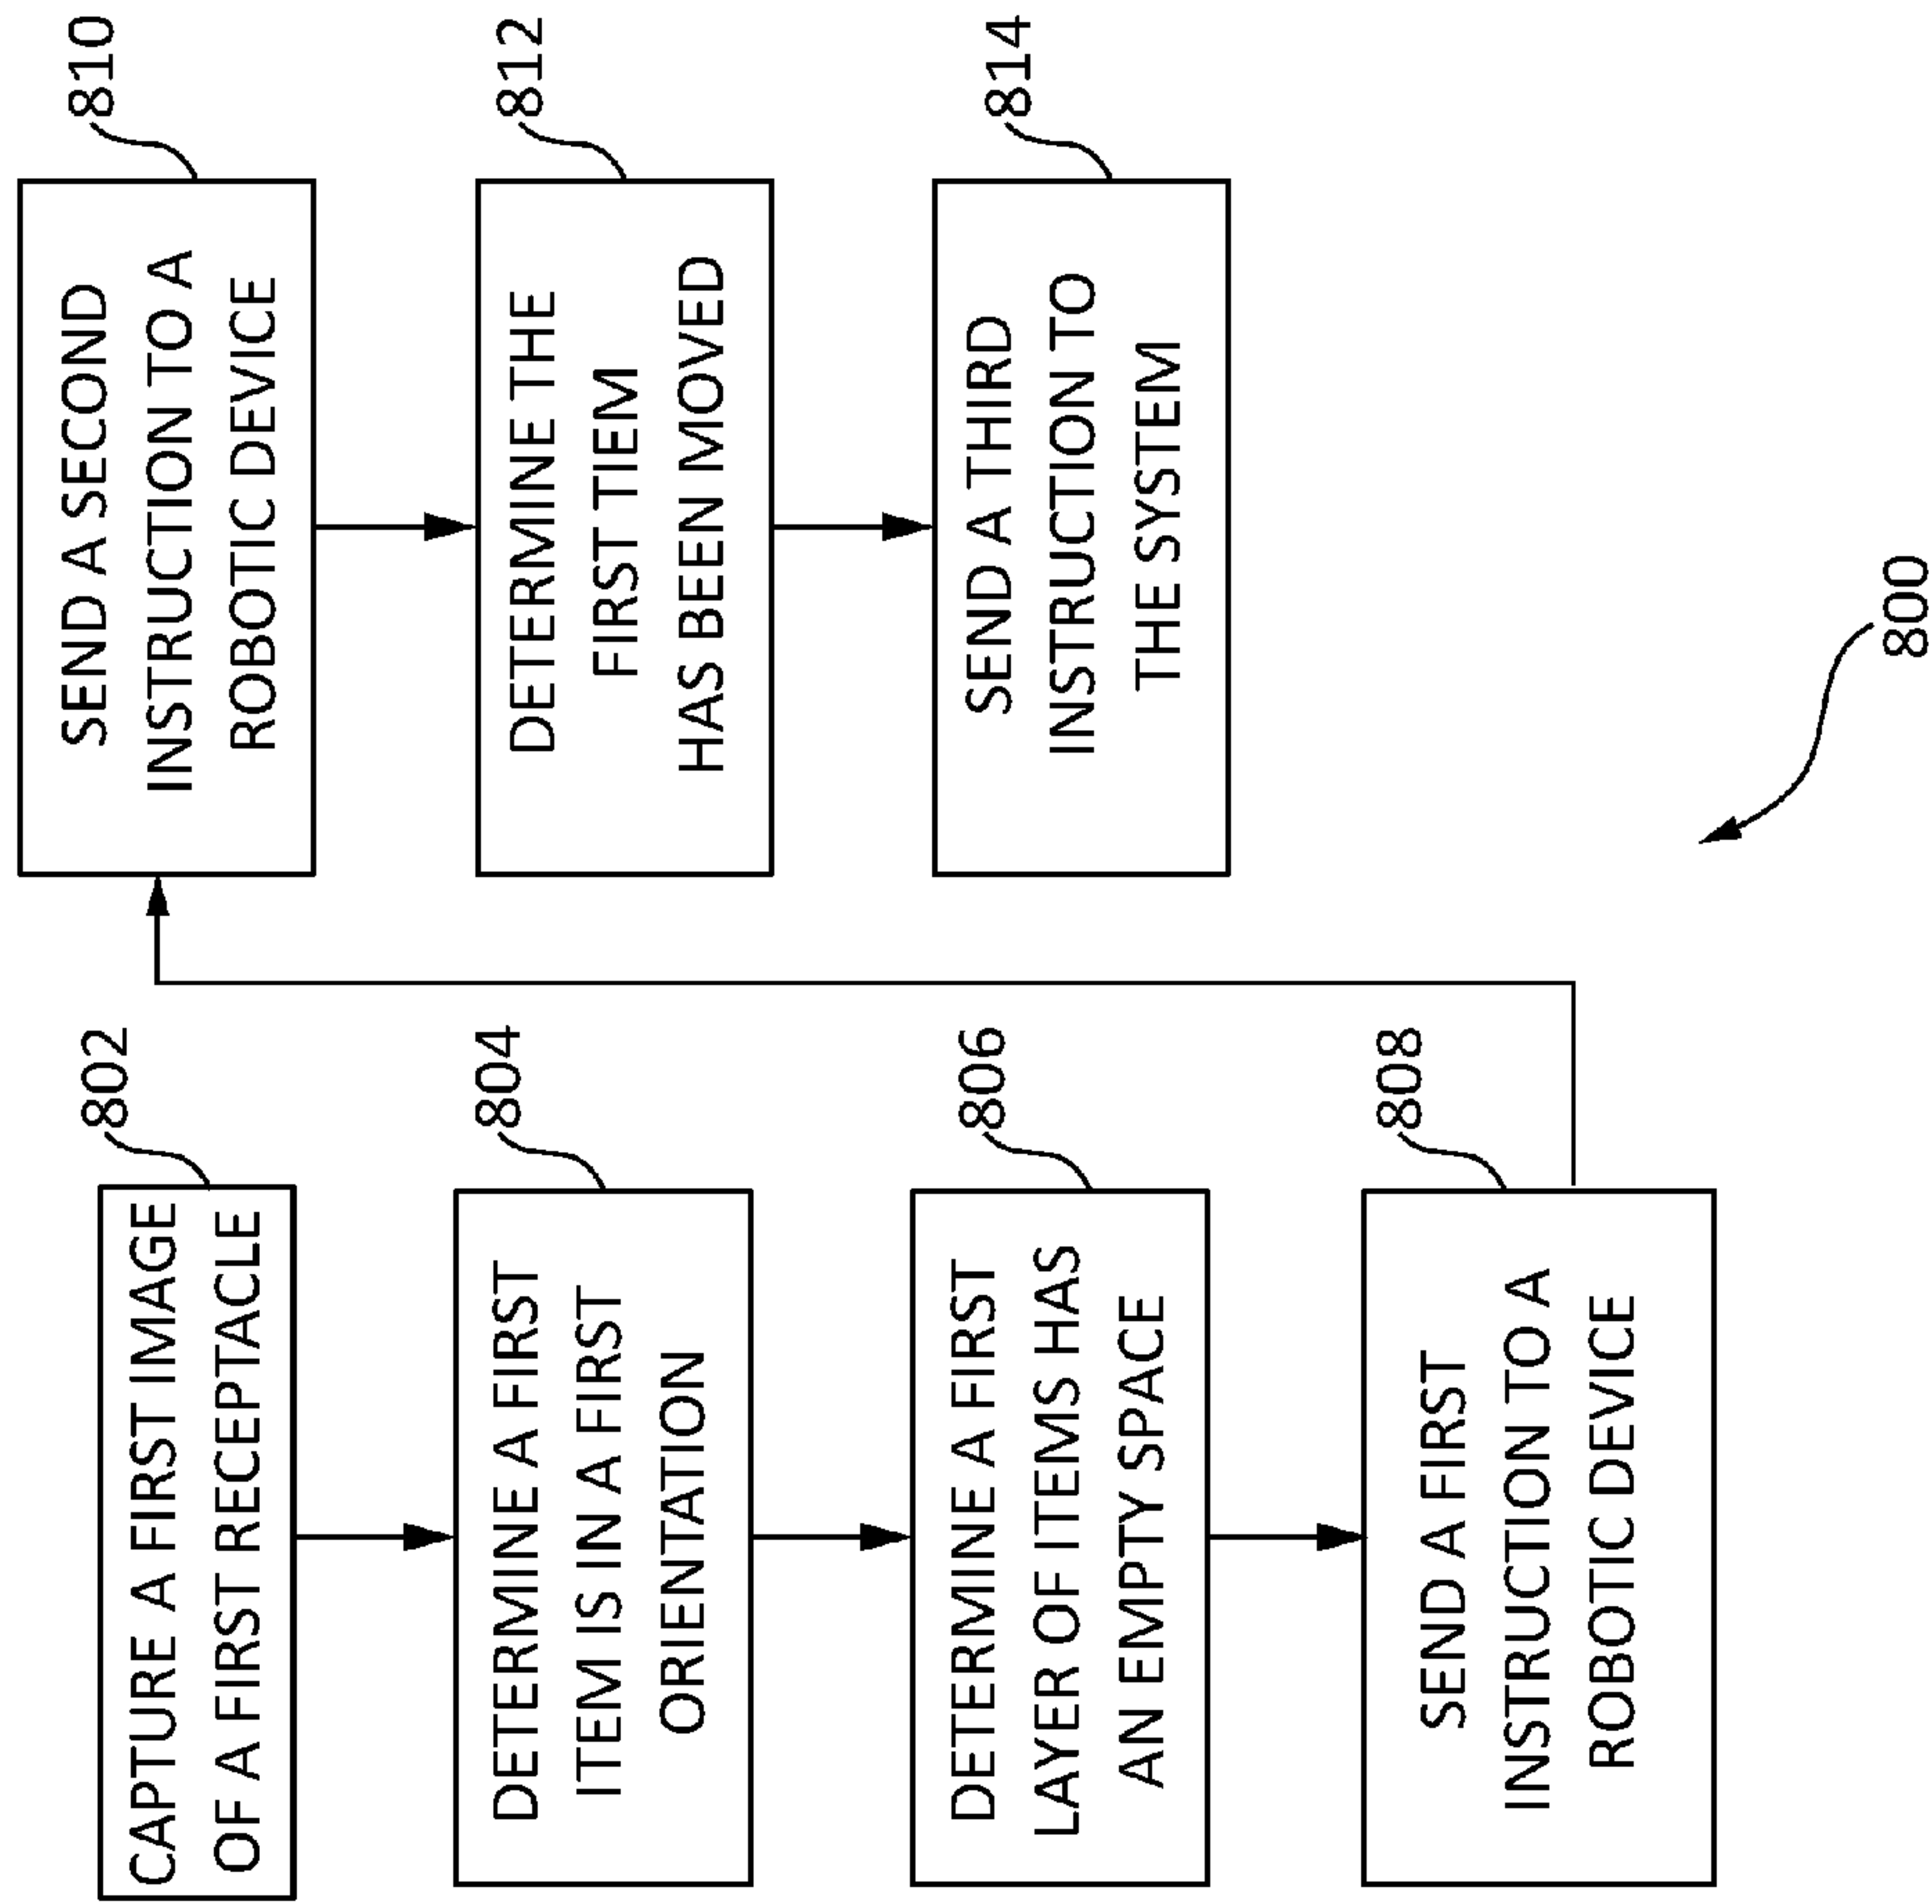 802
CAPTURE A FIRST IMAGE
OF A FIRST RECEPTACLE
804
DETERMINE A FIRST
ITEM IS IN A FIRST
ORIENTATION
806
DETERMINE A FIRST
LAYER OF ITEMS HAS
AN EMPTY SPACE
808
SEND A FIRST
INSTRUCTION TO A
ROBOTIC DEVICE
810
SEND A SECOND
INSTRUCTION TO A
ROBOTIC DEVICE
812
DETERMINE THE
FIRST TIEM
HAS BEEN MOVED
814
SEND A THIRD
INSTRUCTION TO
THE SYSTEM
800